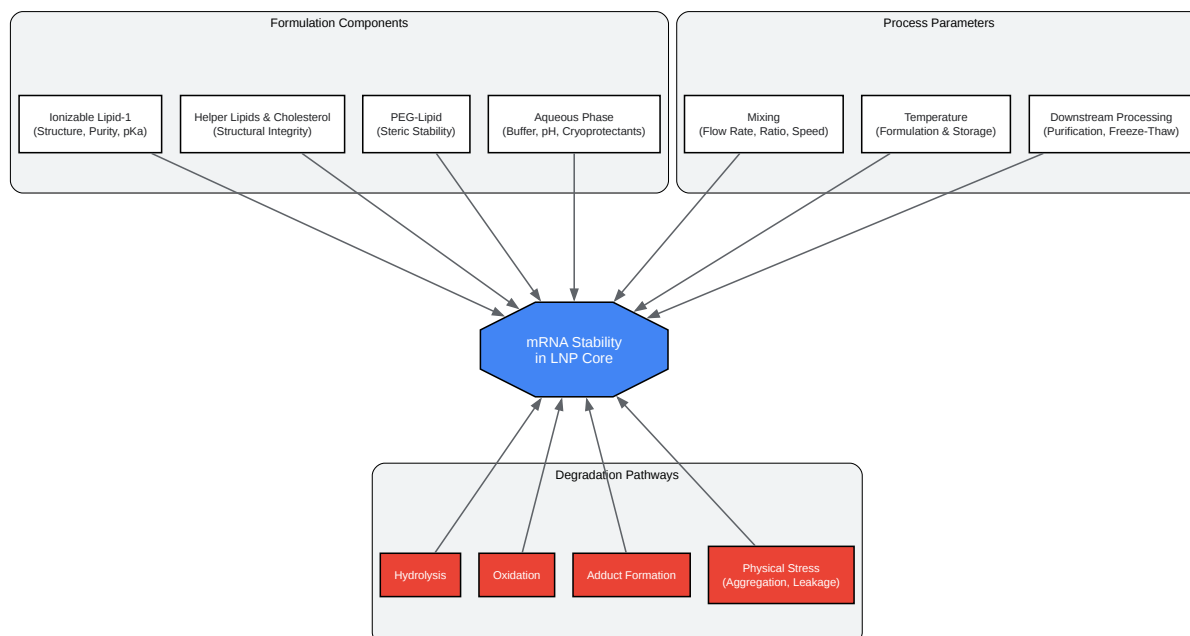 Formulation Components
Process Parameters
Ionizable Lipid-1
(Structure, Purity, pKa)
Helper Lipids & Cholesterol
(Structural Integrity)
PEG-Lipid
(Steric Stability)
Aqueous Phase
(Buffer, pH, Cryoprotectants)
Mixing
(Flow Rate, Ratio, Speed)
Temperature
(Formulation & Storage)
Downstream Processing
(Purification, Freeze-Thaw)
mRNA Stability
in LNP Core
Degradation Pathways
Hydrolysis
Oxidation
Adduct Formation
Physical Stress
(Aggregation, Leakage)